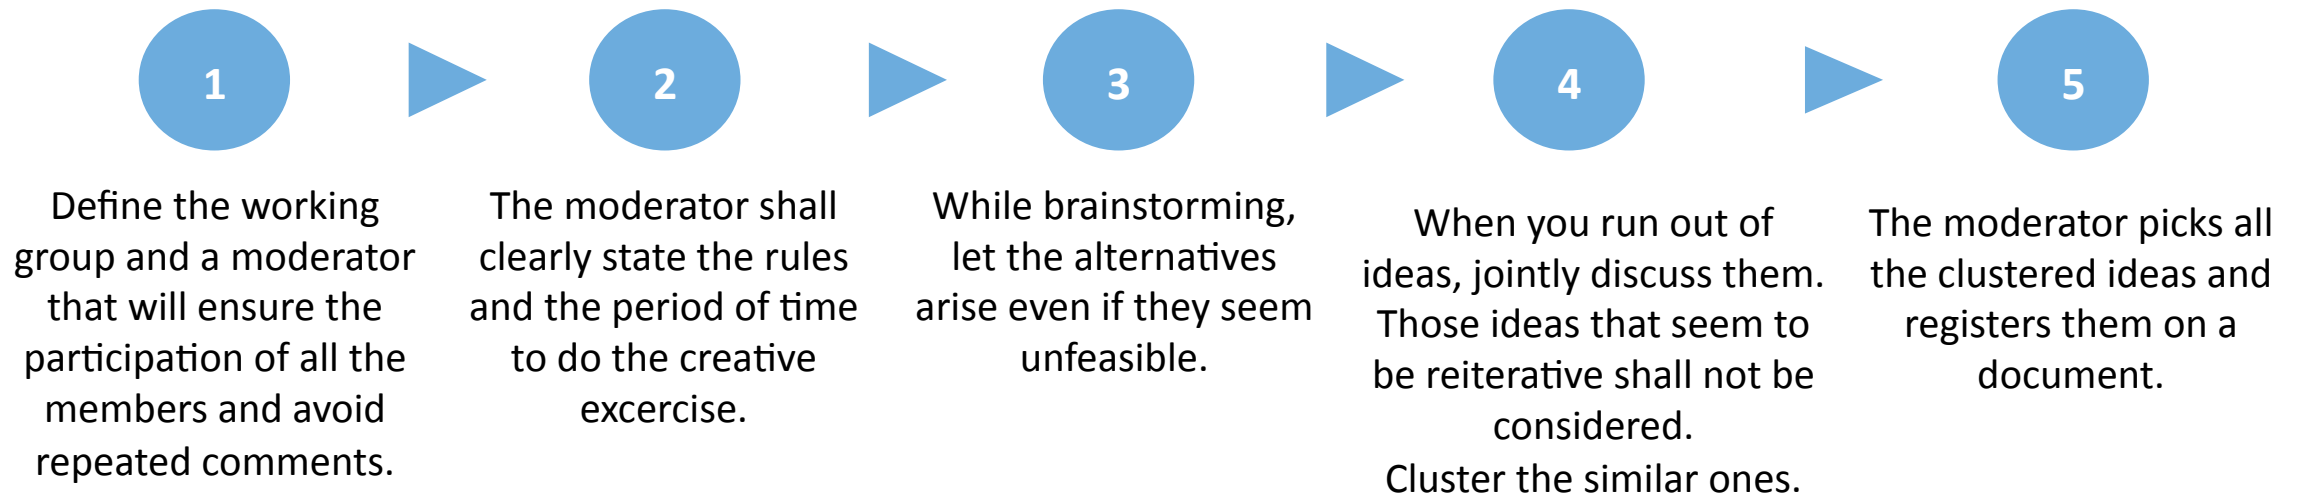 1
Define the working
group and a moderator
that will ensure the
participation of all the
members and avoid
repeated comments.
2
The moderator shall
clearly state the rules
and the period of time
to do the creative
excercise.
3
While brainstorming,
let the alternatives
arise even if they seem
unfeasible.
4
When you run out of
ideas, jointly discuss them.
Those ideas that seem to
be reiterative shall not be
considered.
Cluster the similar ones.
5
The moderator picks all
the clustered ideas and
registers them on a
document.